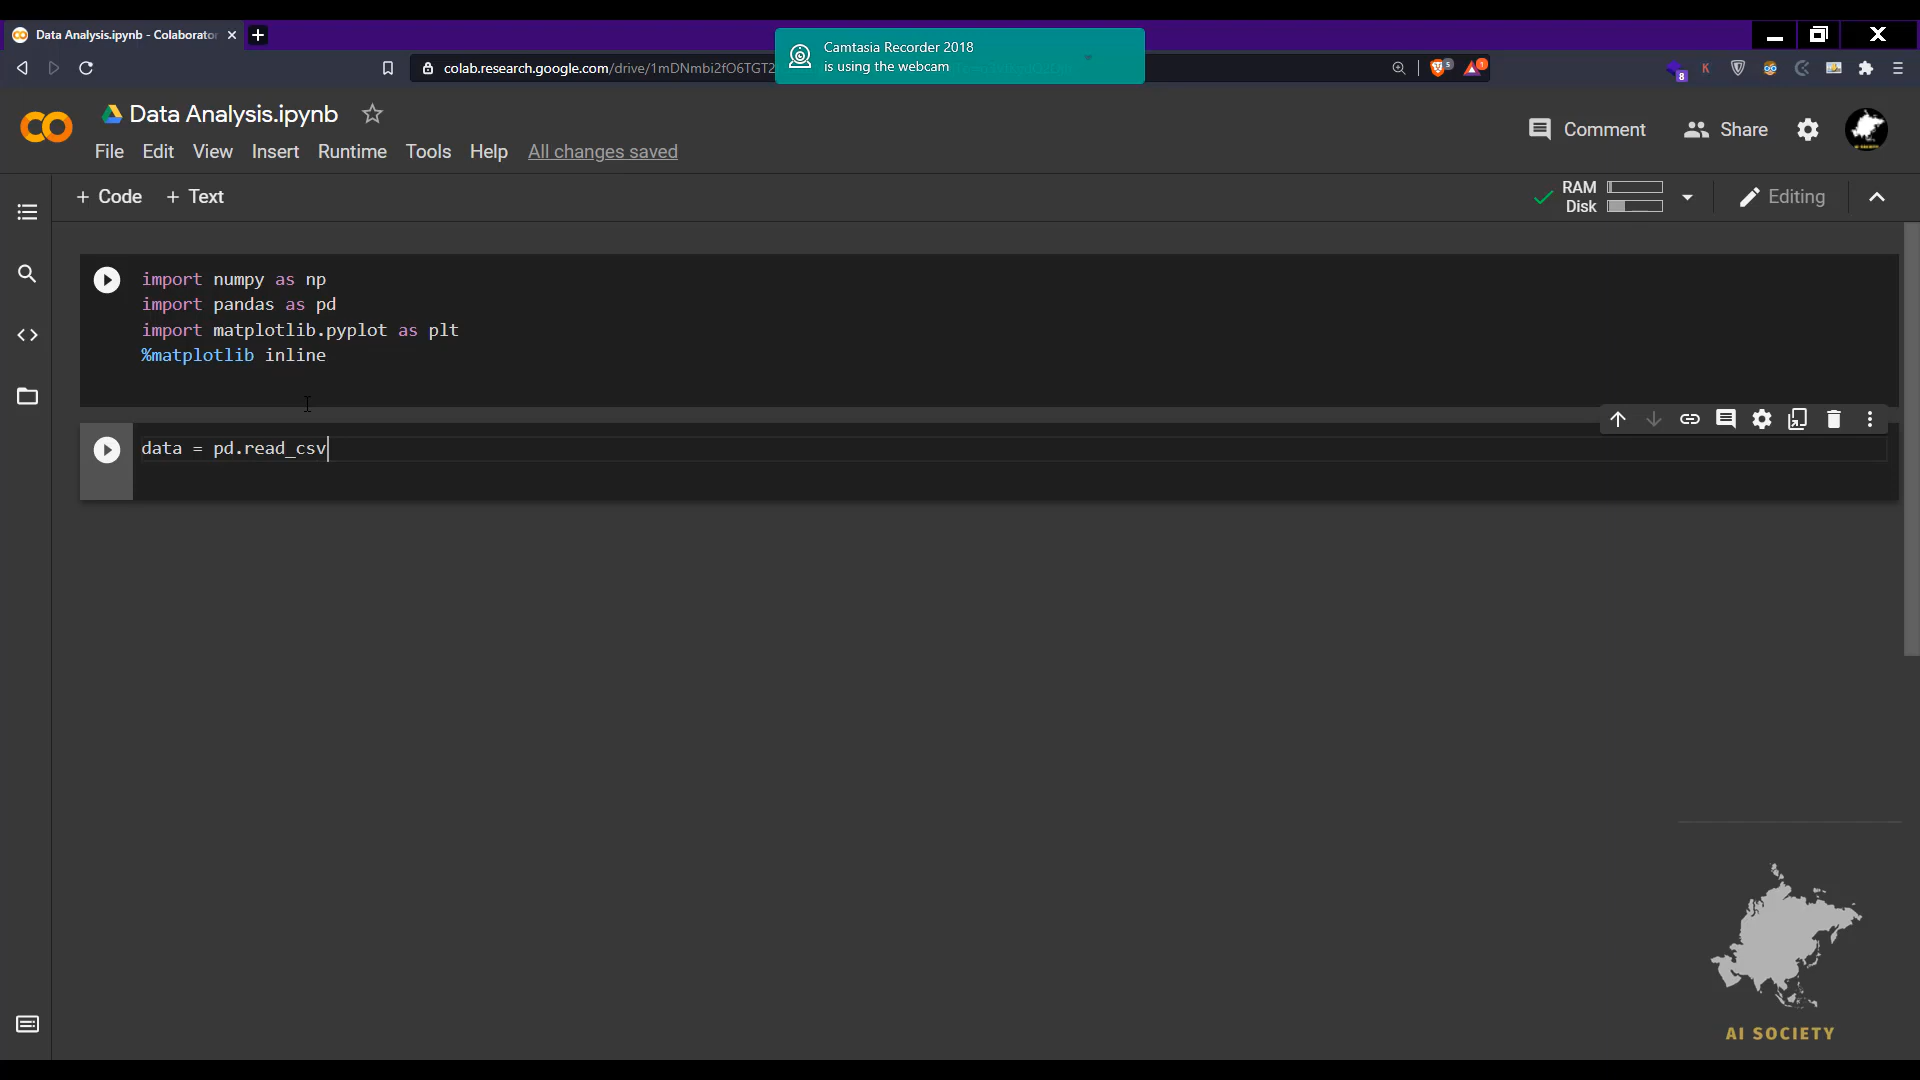 Data Analysis.ipynb - Colaborator
Camtasia Recorder 2018
is using the webcam
colab.research.google.com/drive/1mDNmbi2fO6TGT2
5
1
8
K
Data Analysis.ipynb
Comment
Share
File Edit View Insert Runtime Tools Help All changes saved
+ Code + Text
RAM
Disk
Editing
import numpy as np
import pandas as pd
import matplotlib.pyplot as plt
%matplotlib inline
data = pd.read_csv
AI SOCIETY